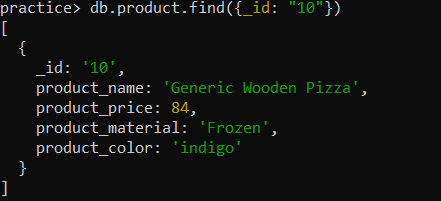 practice> db.product.find({_id: "10"})
[
  {
    _id: '10',
    product_name: 'Generic Wooden Pizza',
    product_price: 84,
    product_material: 'Frozen',
    product_color: 'indigo'
  }
]